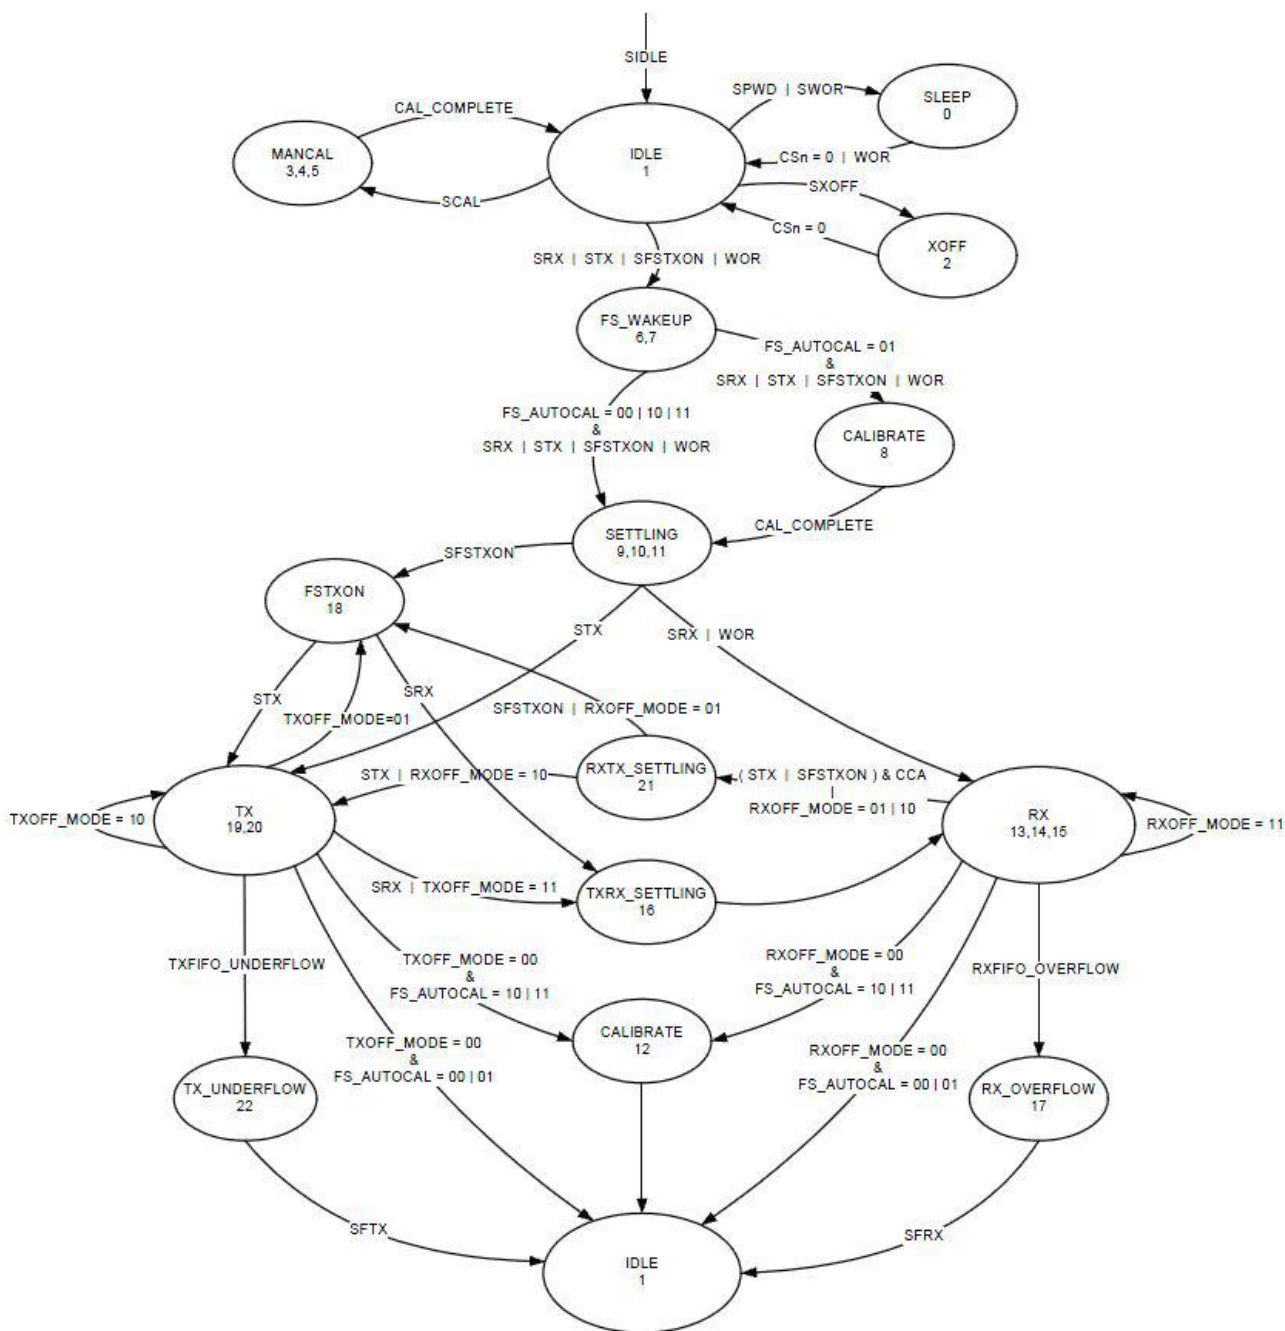 SIDLE
SPWD | SWOR
SLEEP
0
CAL_COMPLETE
MANCAL
3,4,5
IDLE
1
CSn = 0 | WOR
SCAL
SXOFF
CSn = 0
XOFF
2
SRX | STX | SFSTXON | WOR
FS_WAKEUP
6,7
FS_AUTOCAL = 01
&
SRX | STX | SFSTXON | WOR
FS_AUTOCAL = 00 | 10 | 11
&
SRX | STX | SFSTXON | WOR
CALIBRATE
8
CAL_COMPLETE
SETTLING
9,10,11
SFSTXON
FSTXON
18
STX
SRX | WOR
STX
SRX
TXOFF_MODE=01
SFSTXON | RXOFF_MODE = 01
STX | RXOFF_MODE = 10
RXTX_SETTLING
21
( STX | SFSTXON ) & CCA
|
RXOFF_MODE = 01 | 10
TXOFF_MODE = 10
TX
19,20
RX
13,14,15
RXOFF_MODE = 11
SRX | TXOFF_MODE = 11
TXRX_SETTLING
16
TXFIFO_UNDERFLOW
TXOFF_MODE = 00
&
FS_AUTOCAL = 10 | 11
RXOFF_MODE = 00
&
FS_AUTOCAL = 10 | 11
RXFIFO_OVERFLOW
CALIBRATE
12
TXOFF_MODE = 00
&
FS_AUTOCAL = 00 | 01
RXOFF_MODE = 00
&
FS_AUTOCAL = 00 | 01
TX_UNDERFLOW
22
RX_OVERFLOW
17
SFTX
SFRX
IDLE
1